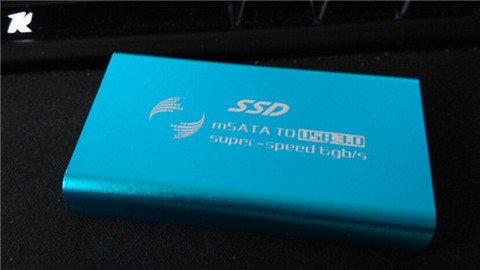 SSD
mSATA TO USB 3.0
super-speed 6gb/s